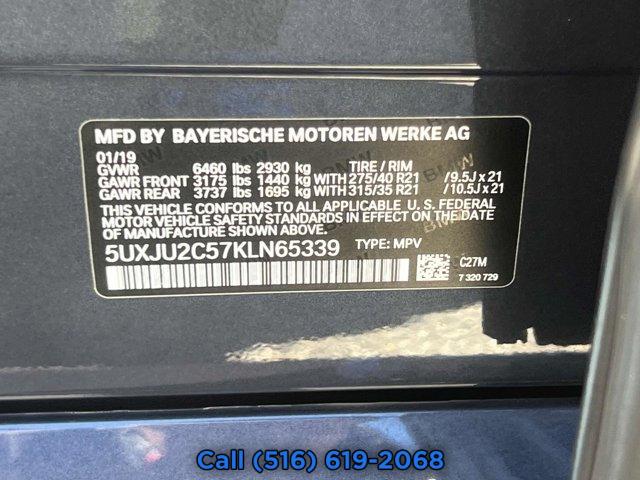 MFD BY BAYERISCHE MOTOREN WERKE AG
01/19
GVWR 6460 lbs 2930 kg TIRE / RIM
GAWR FRONT 3175 lbs 1440 kg WITH 275/40 R21 /9.5J x 21
GAWR REAR 3737 lbs 1695 kg WITH 315/35 R21 /10.5J x 21
THIS VEHICLE CONFORMS TO ALL APPLICABLE U. S. FEDERAL
MOTOR VEHICLE SAFETY STANDARDS IN EFFECT ON THE DATE
OF MANUFACTURE SHOWN ABOVE.
5UXJU2C57KLN65339 TYPE: MPV
C27M
7 320 729
Call (516) 619-2068